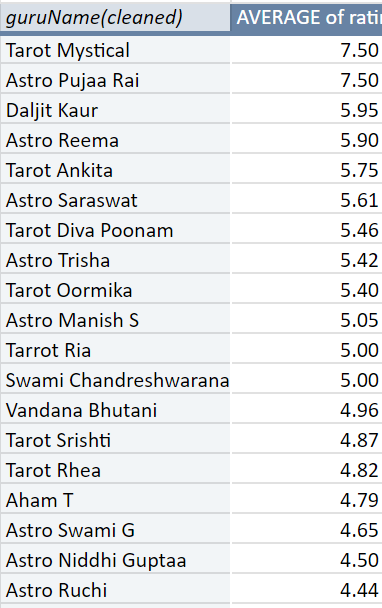 guruName(cleaned) AVERAGE of rati
Tarot Mystical 7.50
Astro Pujaa Rai 7.50
Daljit Kaur 5.95
Astro Reema 5.90
Tarot Ankita 5.75
Astro Saraswat 5.61
Tarot Diva Poonam 5.46
Astro Trisha 5.42
Tarot Oormika 5.40
Astro Manish S 5.05
Tarrot Ria 5.00
Swami Chandreshwarana 5.00
Vandana Bhutani 4.96
Tarot Srishti 4.87
Tarot Rhea 4.82
Aham T 4.79
Astro Swami G 4.65
Astro Niddhi Guptaa 4.50
Astro Ruchi 4.44